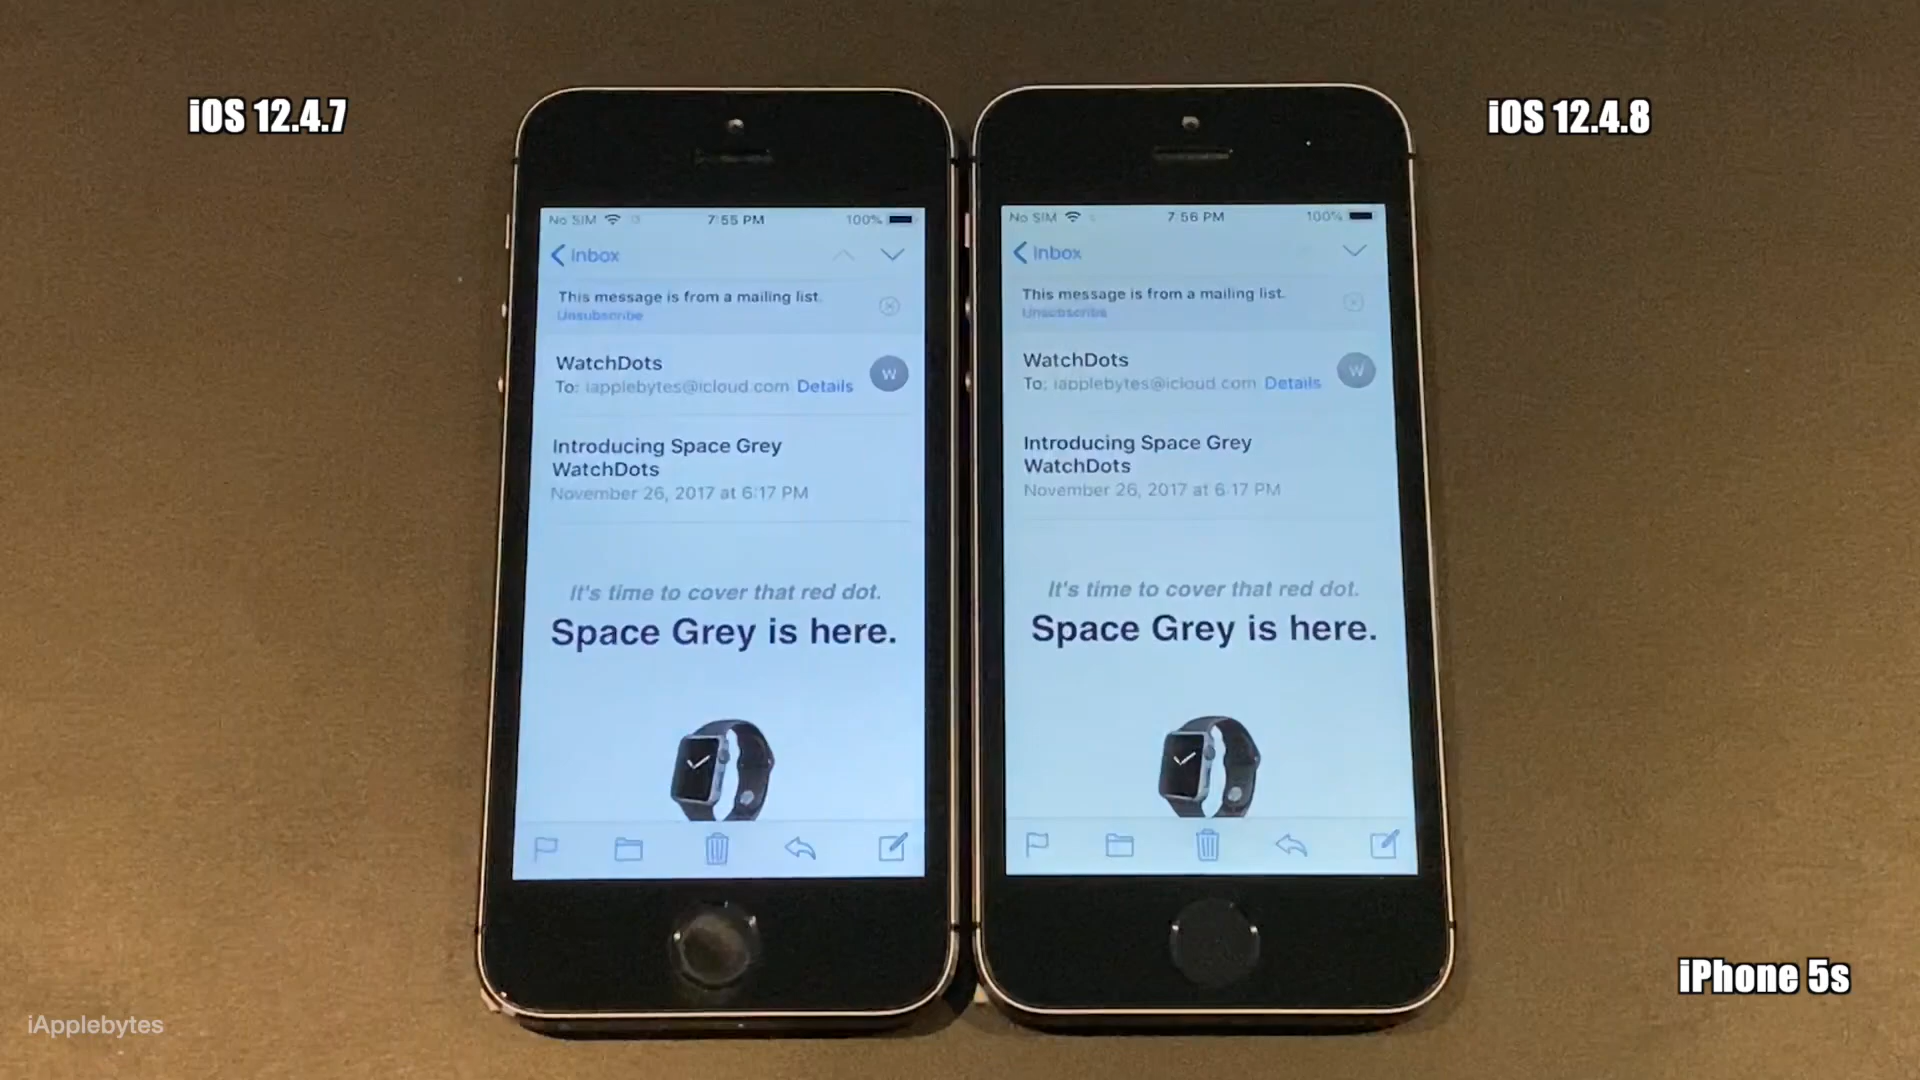 iOS 12.4.7
iOS 12.4.8
No SIM
7:55 PM
100%
Inbox
This message is from a mailing list.
Unsubscribe
WatchDots
To: iapplebytes@icloud.com Details
W
Introducing Space Grey
WatchDots
November 26, 2017 at 6:17 PM
It's time to cover that red dot.
Space Grey is here.
No SIM
7:56 PM
100%
Inbox
This message is from a mailing list.
Unsubscribe
WatchDots
To: iapplebytes@icloud.com Details
W
Introducing Space Grey
WatchDots
November 26, 2017 at 6:17 PM
It's time to cover that red dot.
Space Grey is here.
iPhone 5s
iApplebytes